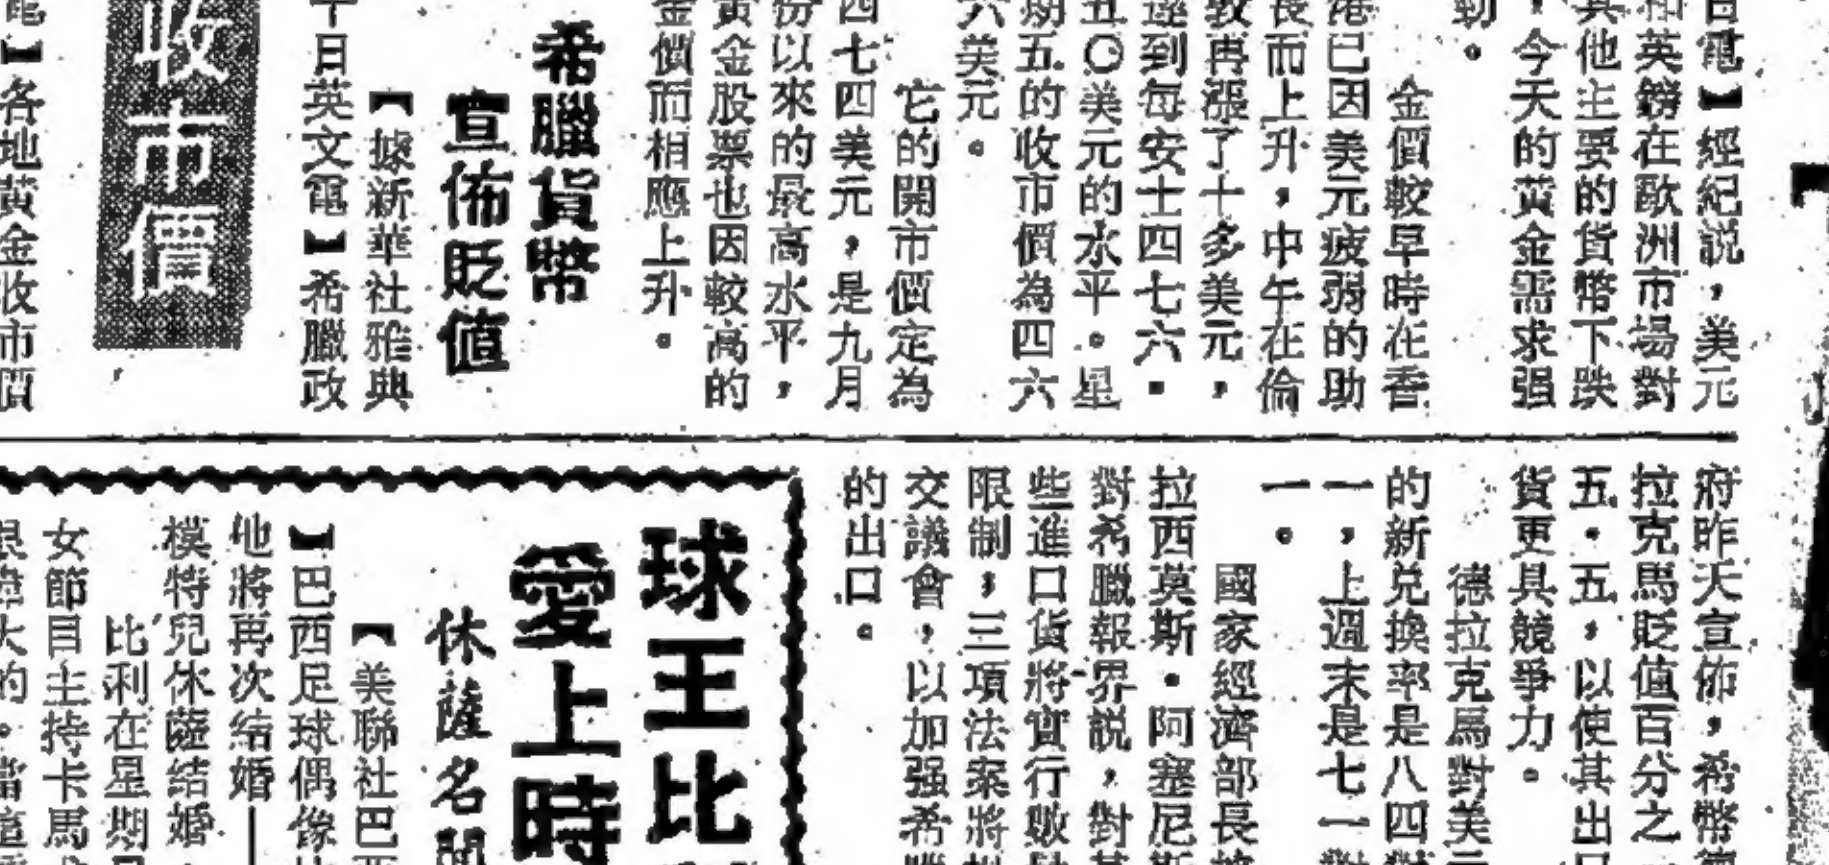 日電】經紀説，美元
和英鎊在歐洲市場對
其他主要的貨幣下跌
，今天的黃金需求强
勁。
金價較早時在香
港已因美元疲弱的助
長而上升，中午在倫
敦再漲了十多美元，
達到每安士四七六·
五〇美元的水平。星
期五的收市價為四六
六美元。
它的開市價定為
四七四美元，是九月
份以來的最高水平，
黃金股票也因較高的
金價而相應上升。
希臘貨幣
宣佈貶值
【據新華社雅典
十日英文電】希臘政
府昨天宣佈，希幣德
拉克馬貶值百分之
五·五，以使其出口
貨更具競爭力。
德拉克馬對美元
的新兑換率是八四對
一，上週末是七一對
一。
國家經濟部長
拉西莫斯·阿塞尼斯
對希臘報界説，對某
些進口貨將實行數
限制，三項法案將
交議會，以加强希臘
的出口。
收市價
電】各地黃金收市價
球王比
愛上時
休薩名
【美聯社巴西
】巴西足球偶像比
地將再次結婚—
模特兒休薩結婚。
比利在星期
女節目主持卡馬
大的。當